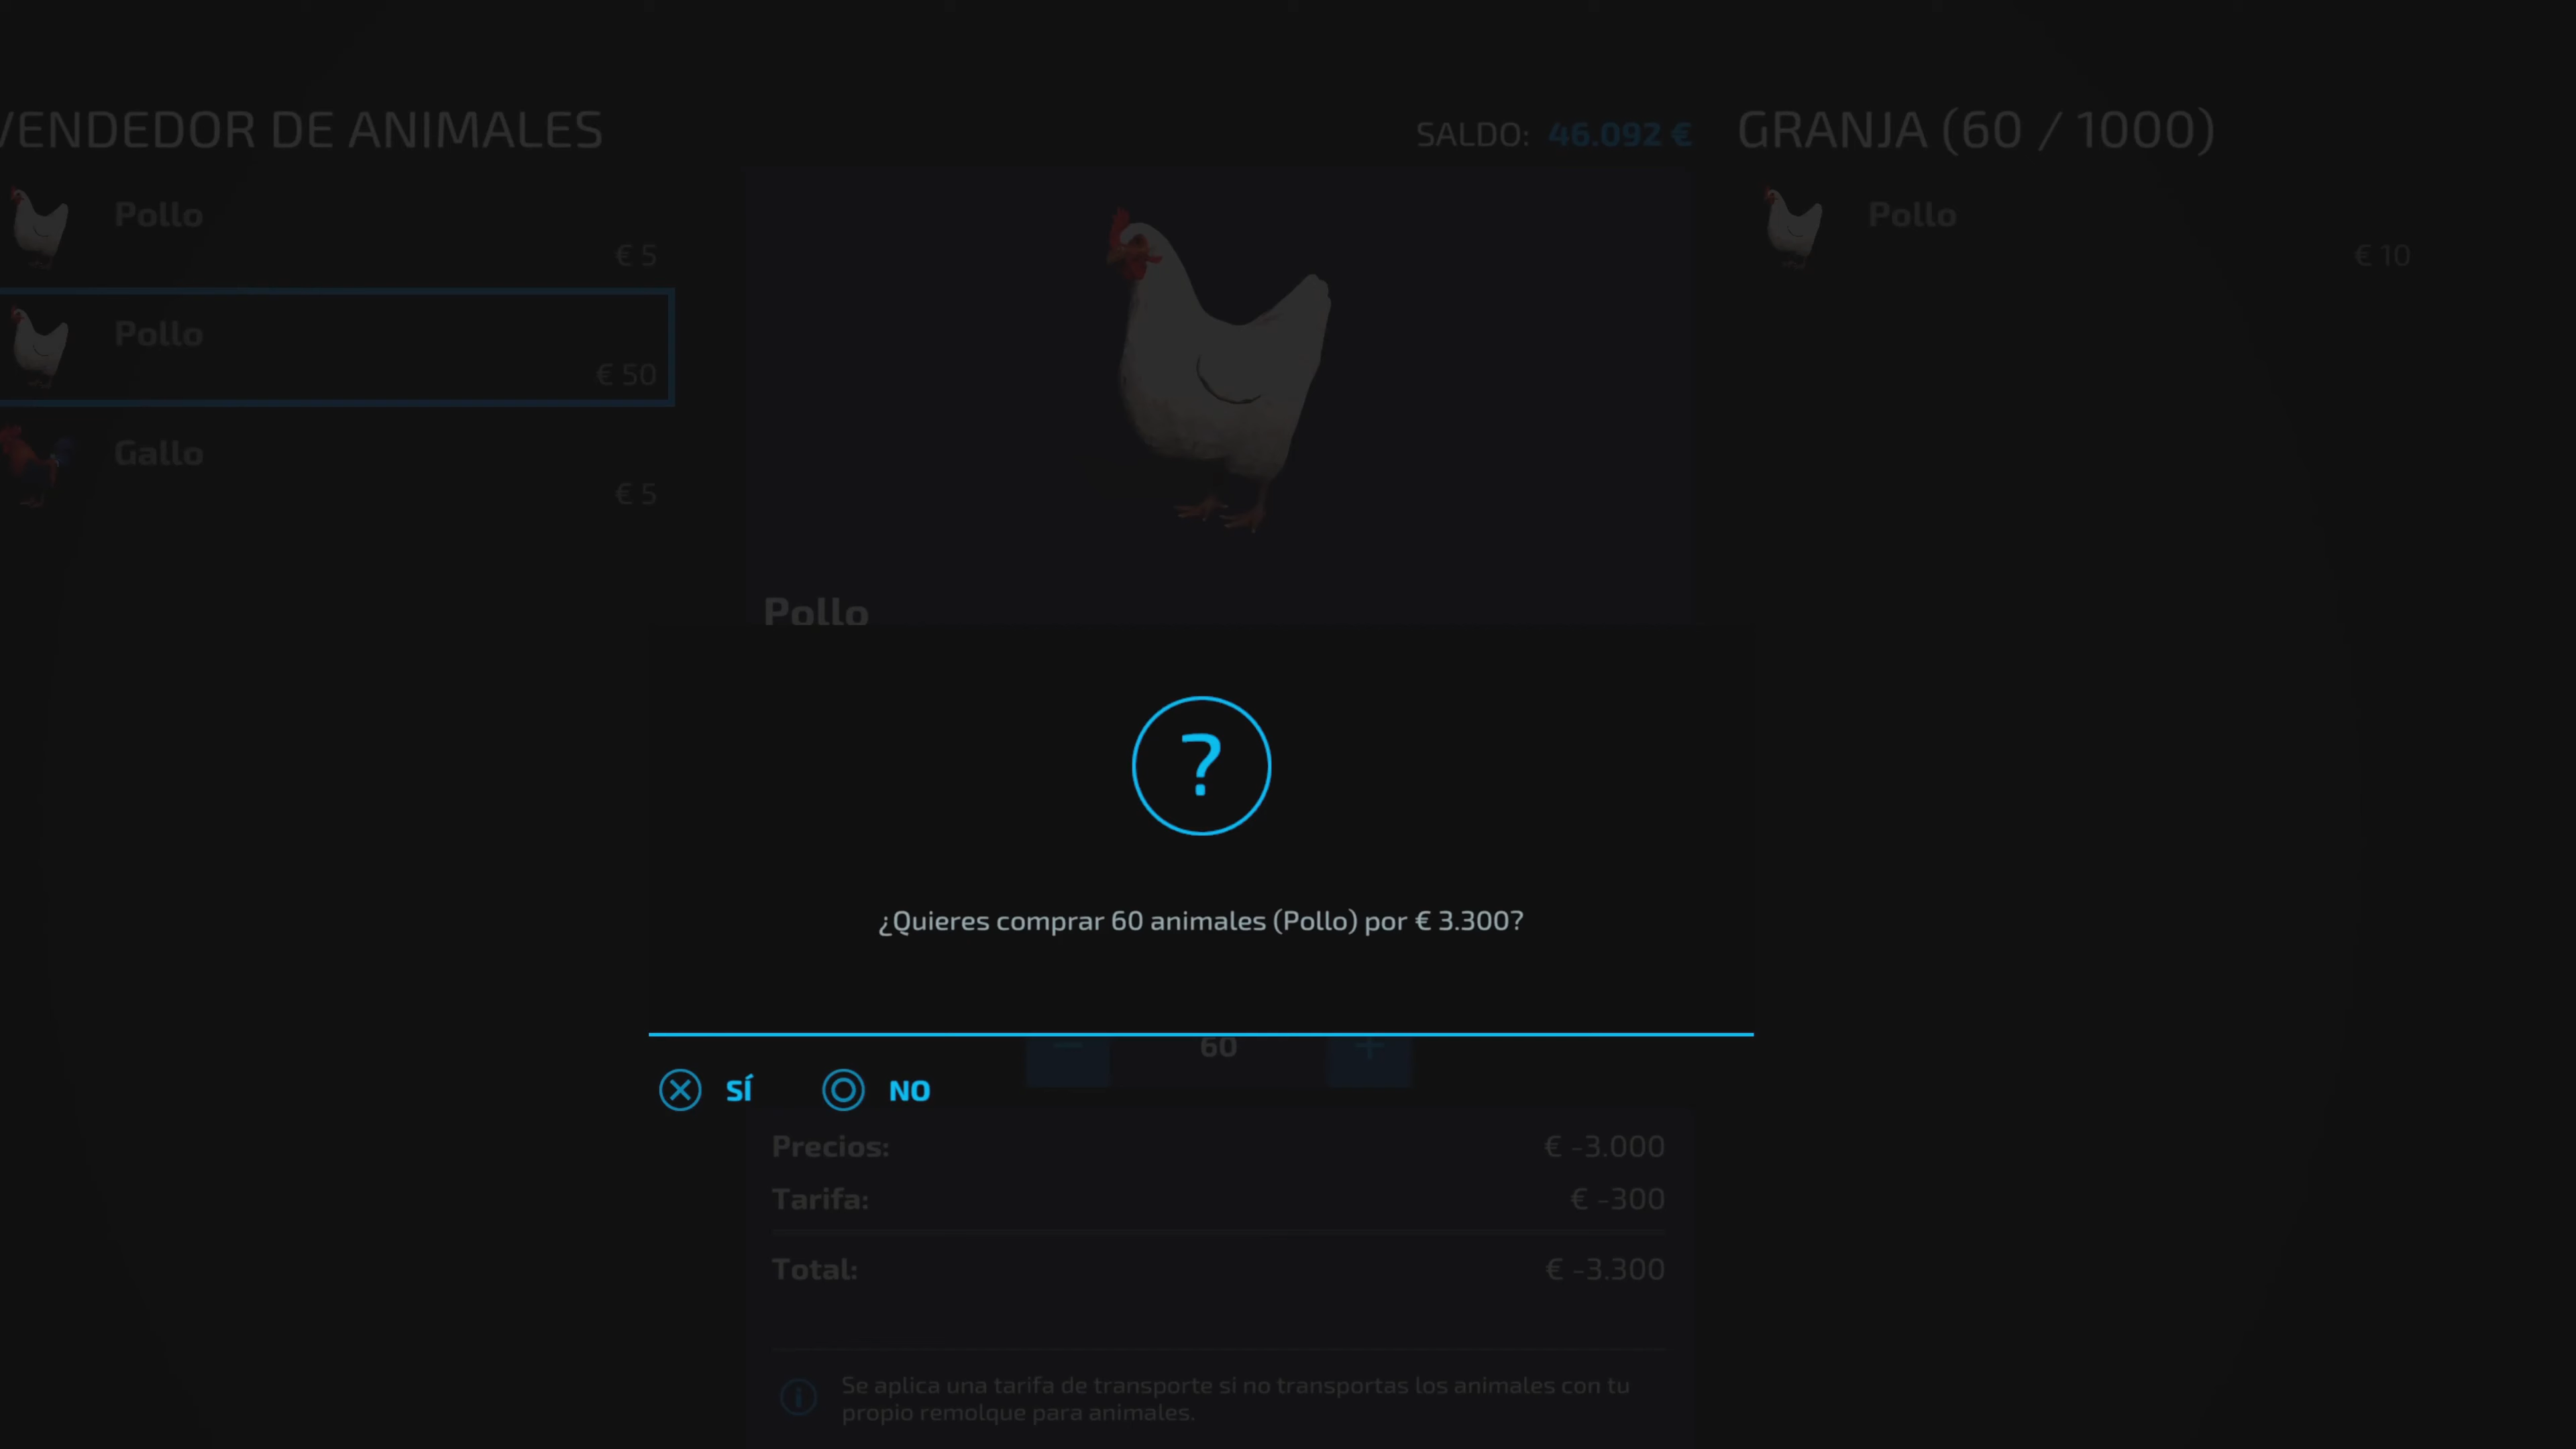 VENDEDOR DE ANIMALES
SALDO: 46.092 €
GRANJA (60 / 1000)
Pollo
€ 5
Pollo
€ 50
Gallo
€ 5
Pollo
€ 10
Pollo
?
¿Quieres comprar 60 animales (Pollo) por € 3.300?
− 60 +
SÍ NO
Precios: € -3.000
Tarifa: € -300
Total: € -3.300
Se aplica una tarifa de transporte si no transportas los animales con tu
propio remolque para animales.